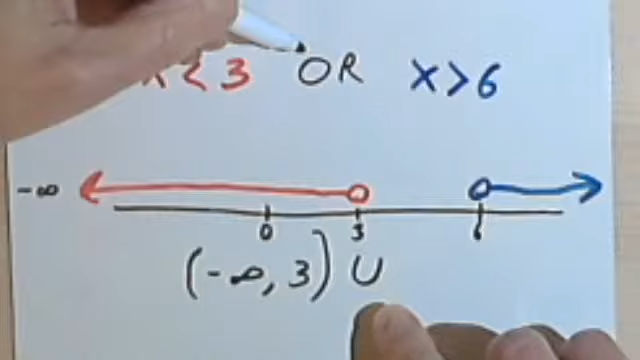 x < 3 OR x > 6
-∞
0 3 6
(-∞, 3) ∪